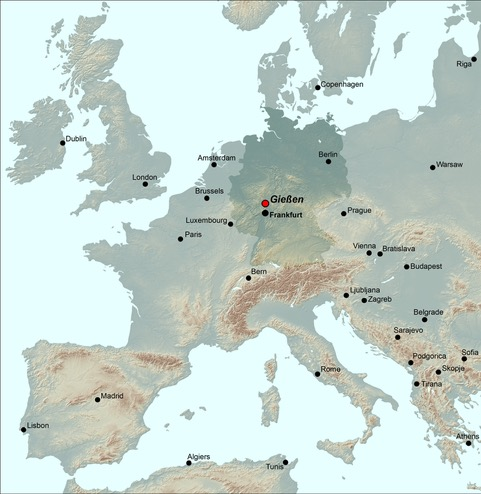 Riga
Copenhagen
Dublin
Amsterdam
Berlin
Warsaw
London
Brussels
Gießen
Frankfurt
Prague
Luxembourg
Paris
Vienna
Bratislava
Budapest
Bern
Ljubljana
Zagreb
Belgrade
Sarajevo
Sofia
Podgorica
Skopje
Rome
Tirana
Madrid
Lisbon
Athens
Algiers
Tunis